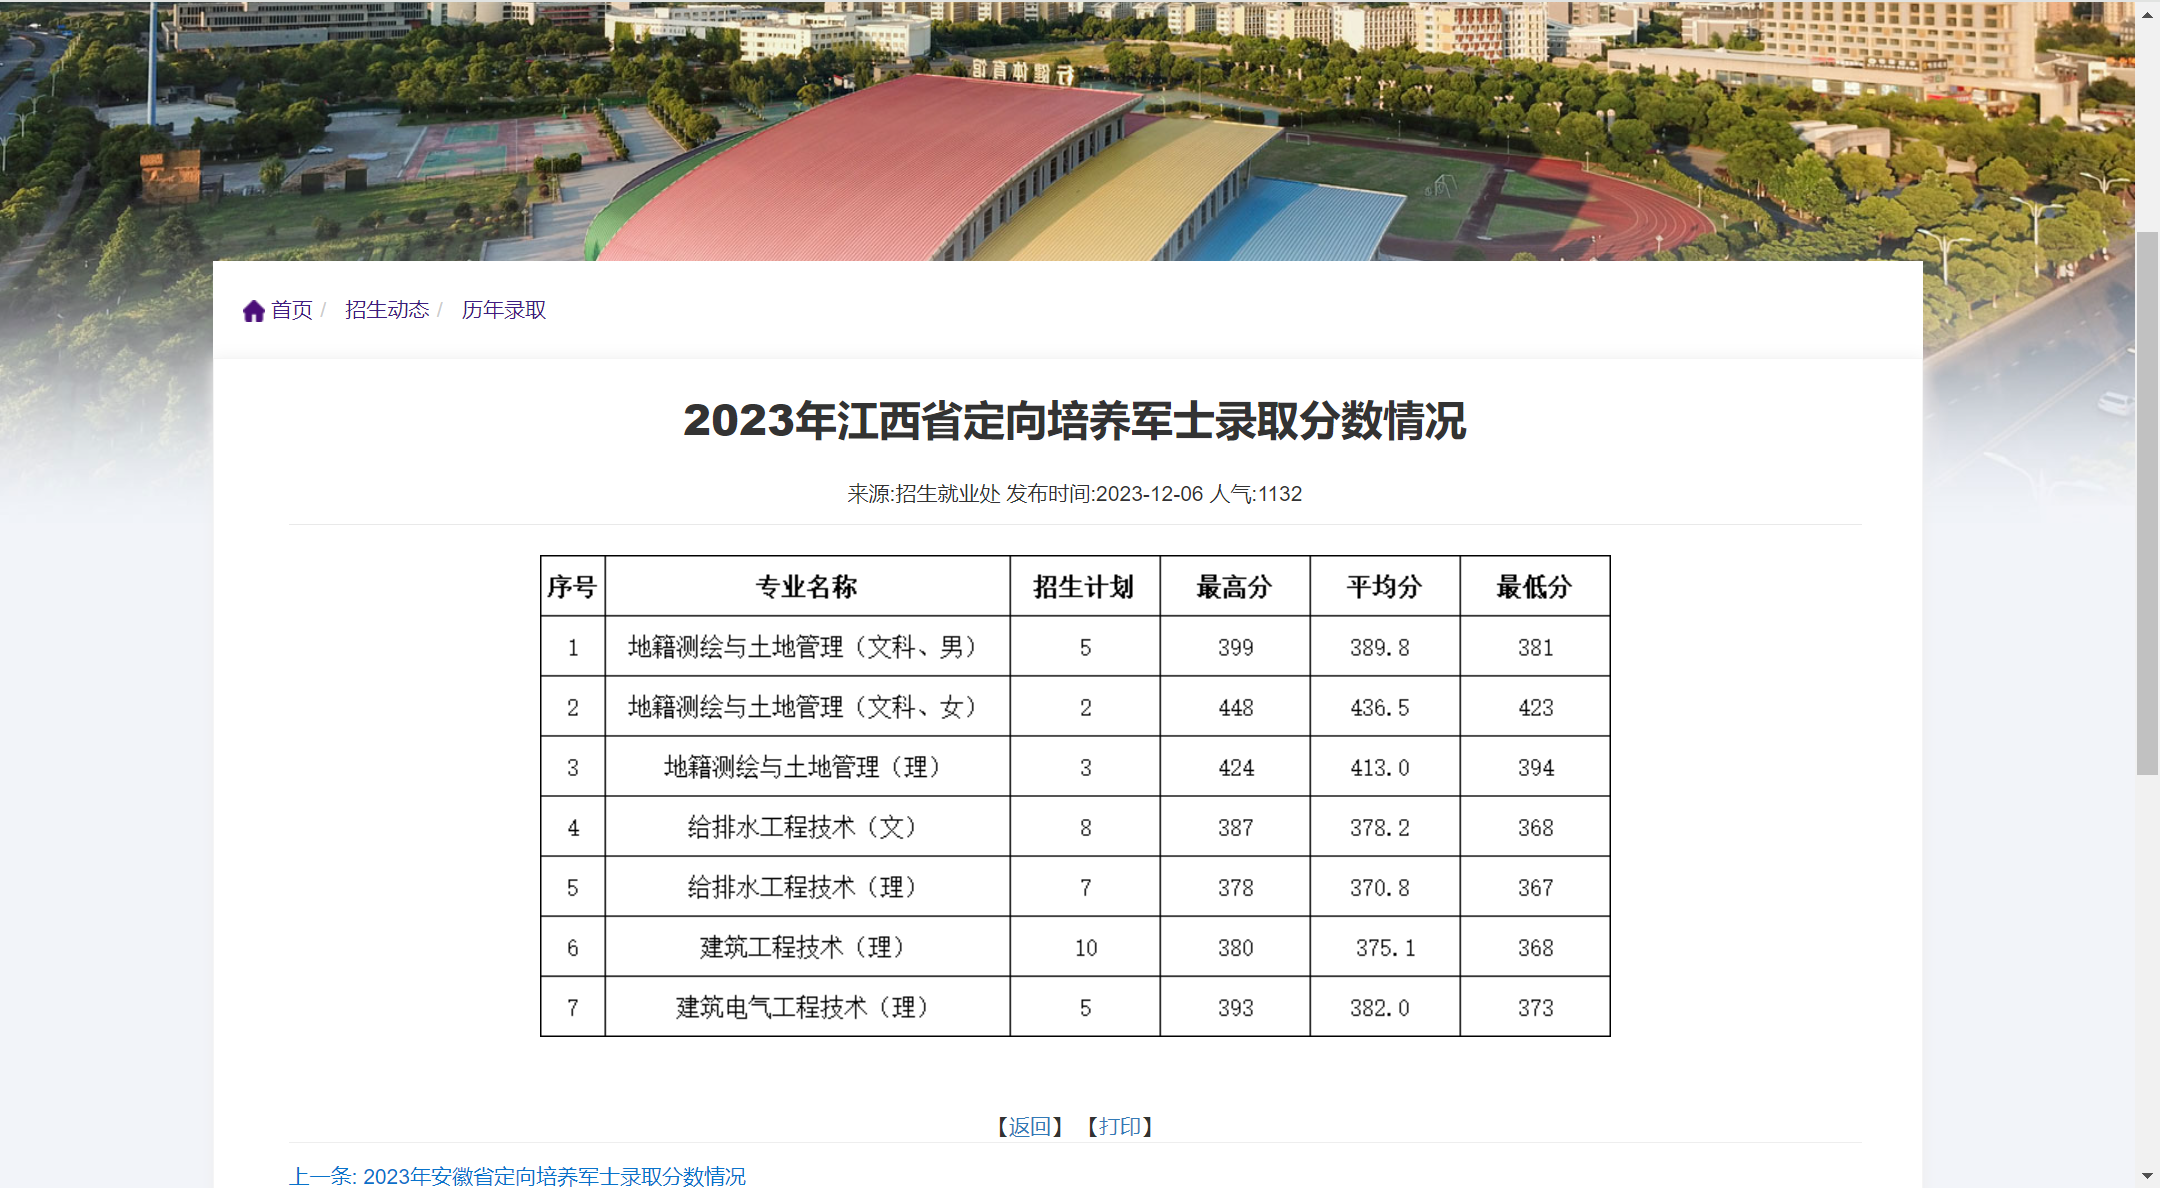 行健体育馆
首页 / 招生动态 / 历年录取
2023年江西省定向培养军士录取分数情况
来源:招生就业处 发布时间:2023-12-06 人气:1132
序号 专业名称 招生计划 最高分 平均分 最低分
1 地籍测绘与土地管理（文科、男） 5 399 389.8 381
2 地籍测绘与土地管理（文科、女） 2 448 436.5 423
3 地籍测绘与土地管理（理） 3 424 413.0 394
4 给排水工程技术（文） 8 387 378.2 368
5 给排水工程技术（理） 7 378 370.8 367
6 建筑工程技术（理） 10 380 375.1 368
7 建筑电气工程技术（理） 5 393 382.0 373
【返回】 【打印】
上一条: 2023年安徽省定向培养军士录取分数情况